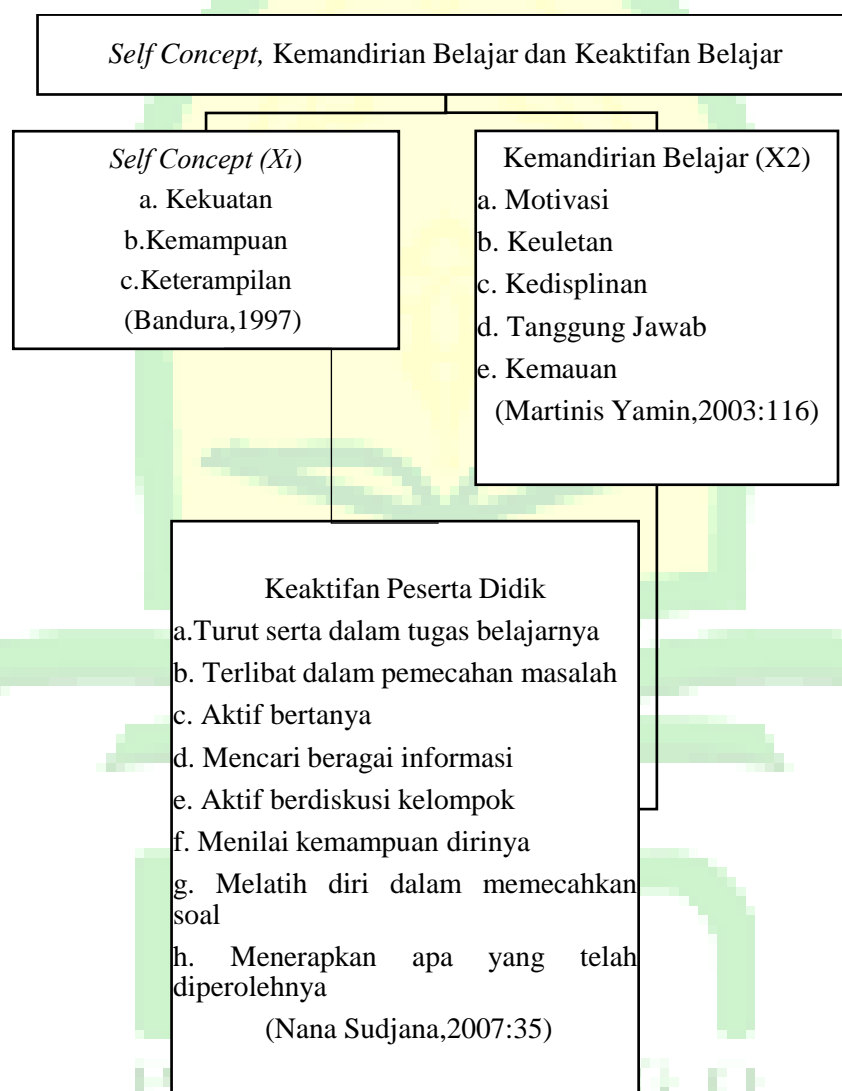 Self Concept, Kemandirian Belajar dan Keaktifan Belajar
Self Concept (X1)
a. Kekuatan
b.Kemampuan
c.Keterampilan
(Bandura,1997)
Kemandirian Belajar (X2)
a. Motivasi
b. Keuletan
c. Kedisplinan
d. Tanggung Jawab
e. Kemauan
(Martinis Yamin,2003:116)
Keaktifan Peserta Didik
a.Turut serta dalam tugas belajarnya
b. Terlibat dalam pemecahan masalah
c. Aktif bertanya
d. Mencari beragai informasi
e. Aktif berdiskusi kelompok
f. Menilai kemampuan dirinya
g. Melatih diri dalam memecahkan
soal
h. Menerapkan apa yang telah
diperolehnya
(Nana Sudjana,2007:35)